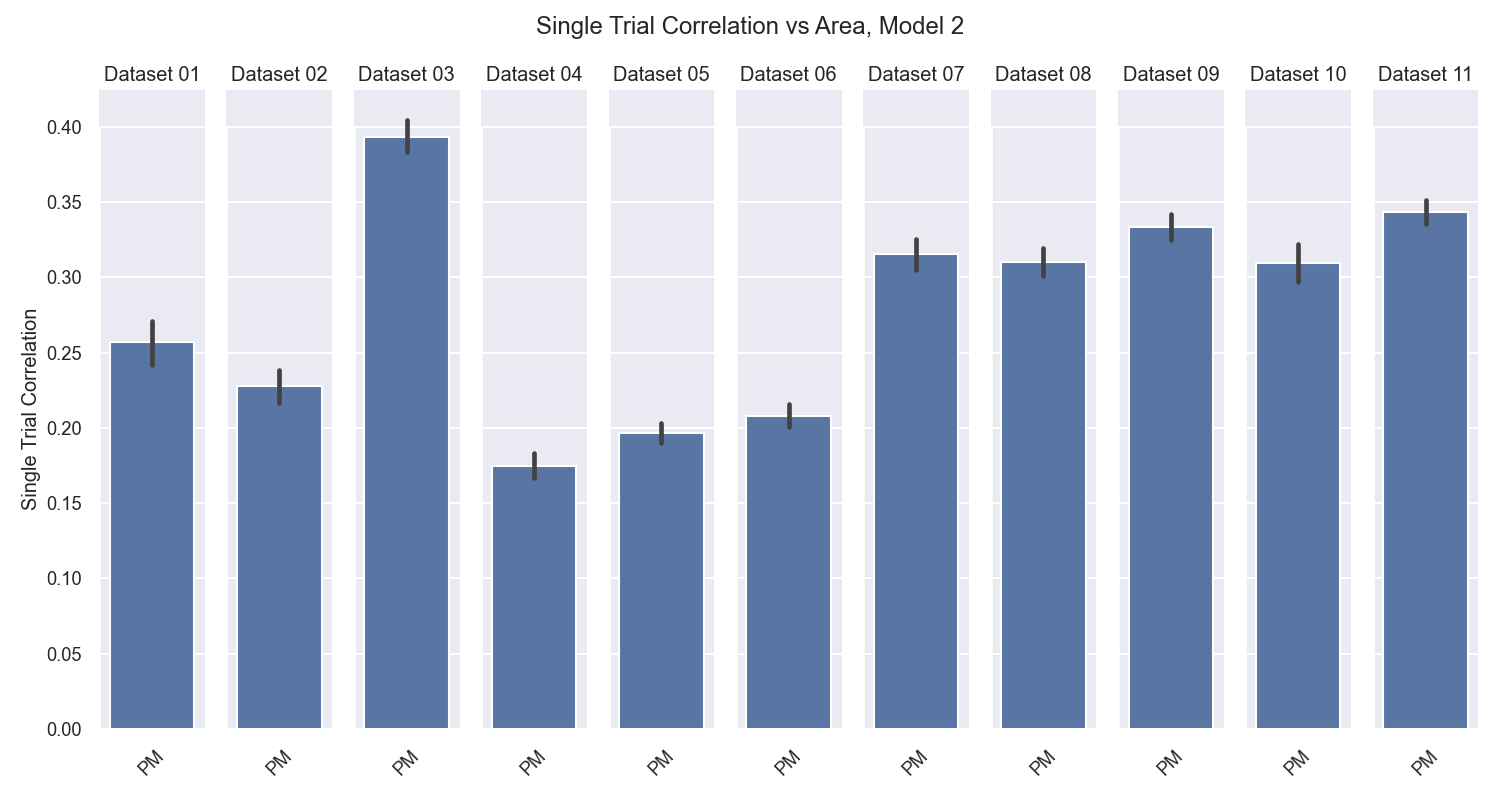 Single Trial Correlation vs Area, Model 2
Dataset 01
Dataset 02
Dataset 03
Dataset 04
Dataset 05
Dataset 06
Dataset 07
Dataset 08
Dataset 09
Dataset 10
Dataset 11
Single Trial Correlation
0.40
0.35
0.30
0.25
0.20
0.15
0.10
0.05
0.00
PM
PM
PM
PM
PM
PM
PM
PM
PM
PM
PM